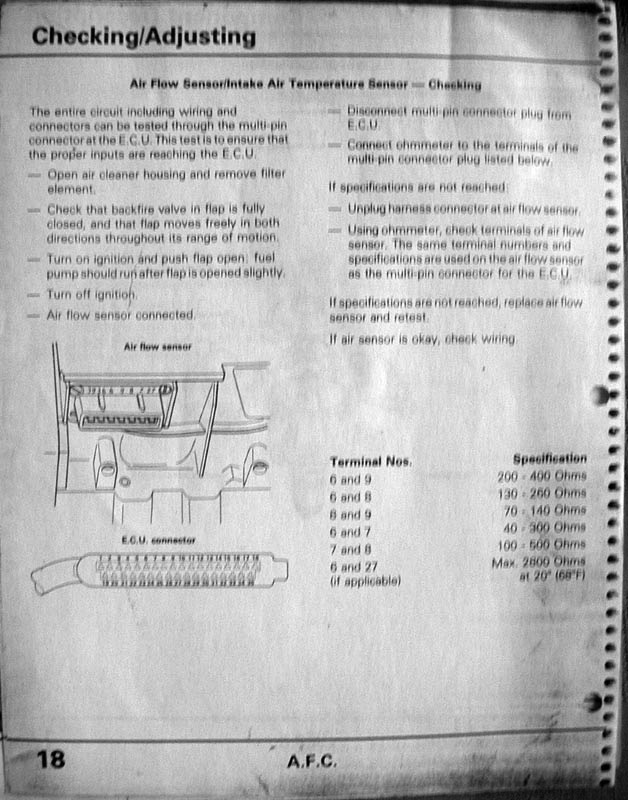 Checking/Adjusting
Air Flow Sensor/Intake Air Temperature Sensor — Checking
The entire circuit including wiring and
connectors can be tested through the multi-pin
connector at the E.C.U. This test is to ensure that
the proper inputs are reaching the E.C.U.
— Open air cleaner housing and remove filter
element.
— Check that backfire valve in flap is fully
closed, and that flap moves freely in both
directions throughout its range of motion.
— Turn on ignition and push flap open: fuel
pump should run after flap is opened slightly.
— Turn off ignition.
— Air flow sensor connected.
— Disconnect multi-pin connector plug from
E.C.U.
— Connect ohmmeter to the terminals of the
multi-pin connector plug listed below.
If specifications are not reached:
— Unplug harness connector at air flow sensor.
— Using ohmmeter, check terminals of air flow
sensor. The same terminal numbers and
specifications are used on the air flow sensor
as the multi-pin connector for the E.C.U.
If specifications are not reached, replace air flow
sensor and retest.
If air sensor is okay, check wiring.
Air flow sensor
E.C.U. connector
Terminal Nos. Specification
6 and 9 200 - 400 Ohms
6 and 8 130 - 260 Ohms
8 and 9 70 - 140 Ohms
6 and 7 40 - 300 Ohms
7 and 8 100 - 500 Ohms
6 and 27 Max. 2800 Ohms
(if applicable) at 20° (68°F)
18
A.F.C.